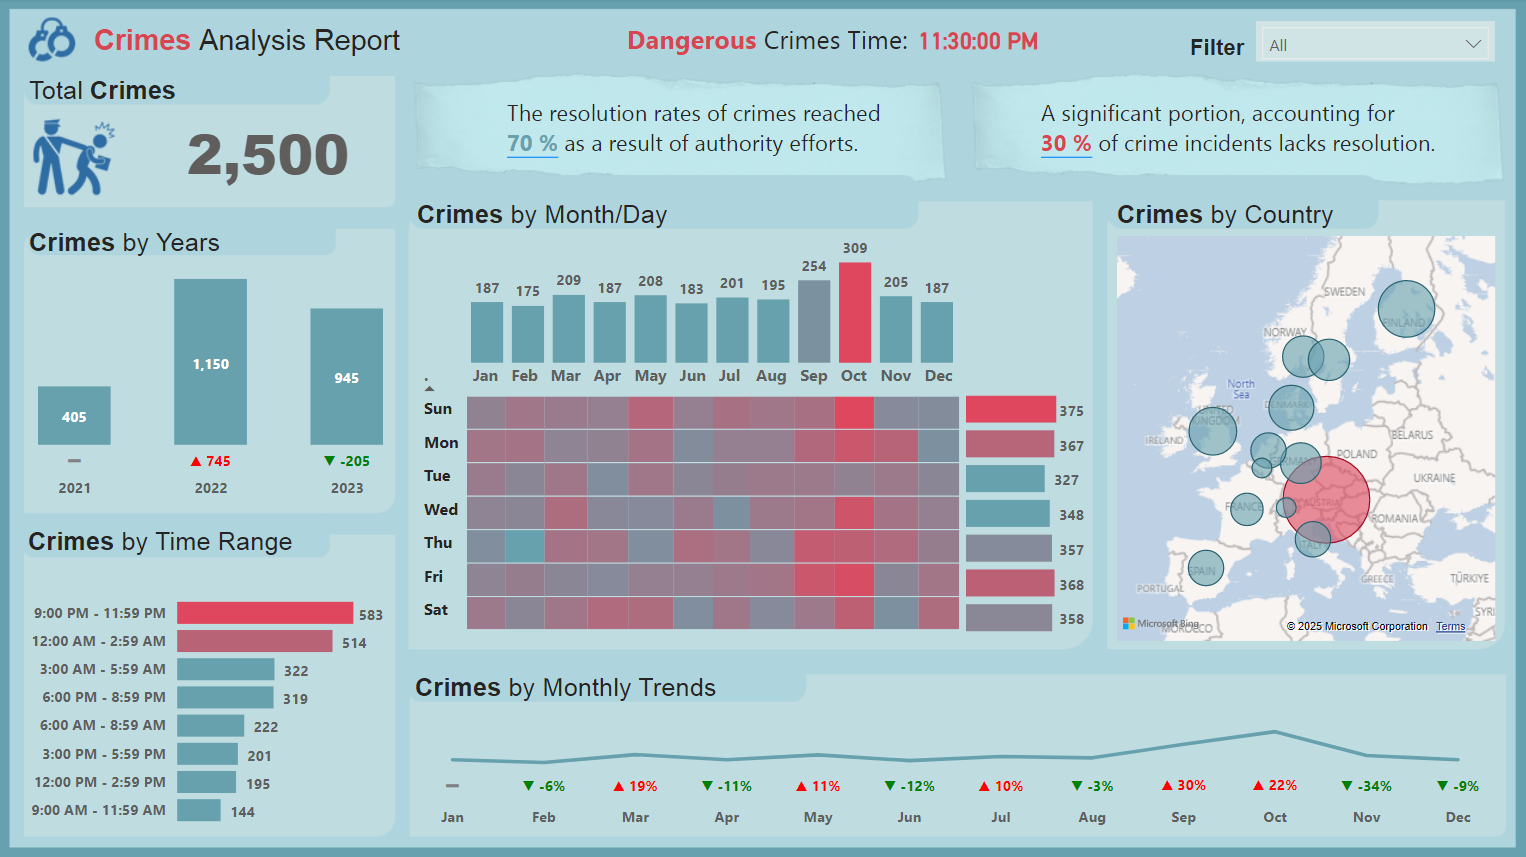 Crimes Analysis Report
Dangerous Crimes Time: 11:30:00 PM
Filter
All
Total Crimes
2,500
The resolution rates of crimes reached
70 % as a result of authority efforts.
A significant portion, accounting for
30 % of crime incidents lacks resolution.
Crimes by Years
405
1,150
945
▲ 745
▼ -205
2021
2022
2023
Crimes by Time Range
9:00 PM - 11:59 PM 583
12:00 AM - 2:59 AM 514
3:00 AM - 5:59 AM 322
6:00 PM - 8:59 PM 319
6:00 AM - 8:59 AM 222
3:00 PM - 5:59 PM 201
12:00 PM - 2:59 PM 195
9:00 AM - 11:59 AM 144
Crimes by Month/Day
187 175 209 187 208 183 201 195 254 309 205 187
Jan Feb Mar Apr May Jun Jul Aug Sep Oct Nov Dec
Sun 375
Mon 367
Tue 327
Wed 348
Thu 357
Fri 368
Sat 358
Crimes by Country
SWEDEN
FINLAND
NORWAY
North
Sea
DENMARK
UNITED
KINGDOM
IRELAND
BELARUS
POLAND
GERMANY
UKRAINE
AUSTRIA
FRANCE
ROMANIA
ITALY
SPAIN
PORTUGAL
GREECE
TÜRKIYE
SYRI
MOROCCO
Microsoft Bing
© 2025 Microsoft Corporation Terms
Crimes by Monthly Trends
▼ -6% ▲ 19% ▼ -11% ▲ 11% ▼ -12% ▲ 10% ▼ -3% ▲ 30% ▲ 22% ▼ -34% ▼ -9%
Jan Feb Mar Apr May Jun Jul Aug Sep Oct Nov Dec